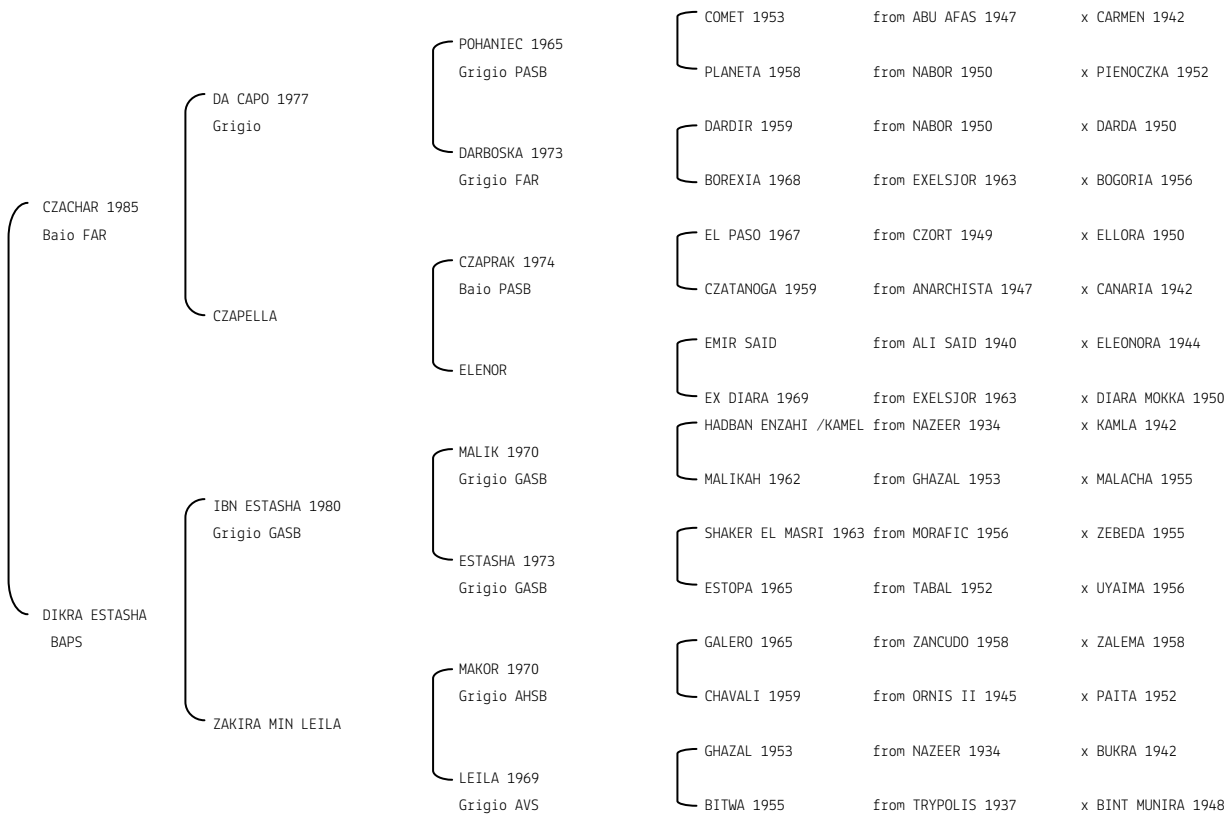 COMET 1953 from ABU AFAS 1947 x CARMEN 1942
POHANIEC 1965
Grigio PASB PLANETA 1958 from NABOR 1950 x PIENOCZKA 1952
DA CAPO 1977
Grigio DARDIR 1959 from NABOR 1950 x DARDA 1950
DARBOSKA 1973
Grigio FAR BOREXIA 1968 from EXELSJOR 1963 x BOGORIA 1956
CZACHAR 1985
Baio FAR EL PASO 1967 from CZORT 1949 x ELLORA 1950
CZAPRAK 1974
Baio PASB CZATANOGA 1959 from ANARCHISTA 1947 x CANARIA 1942
CZAPELLA
EMIR SAID from ALI SAID 1940 x ELEONORA 1944
ELENOR
EX DIARA 1969 from EXELSJOR 1963 x DIARA MOKKA 1950
HADBAN ENZAHI /KAMEL from NAZEER 1934 x KAMLA 1942
MALIK 1970
Grigio GASB MALIKAH 1962 from GHAZAL 1953 x MALACHA 1955
IBN ESTASHA 1980
Grigio GASB SHAKER EL MASRI 1963 from MORAFIC 1956 x ZEBEDA 1955
ESTASHA 1973
Grigio GASB ESTOPA 1965 from TABAL 1952 x UYAIMA 1956
DIKRA ESTASHA
BAPS GALERO 1965 from ZANCUDO 1958 x ZALEMA 1958
MAKOR 1970
Grigio AHSB CHAVALI 1959 from ORNIS II 1945 x PAITA 1952
ZAKIRA MIN LEILA
GHAZAL 1953 from NAZEER 1934 x BUKRA 1942
LEILA 1969
Grigio AVS BITWA 1955 from TRYPOLIS 1937 x BINT MUNIRA 1948